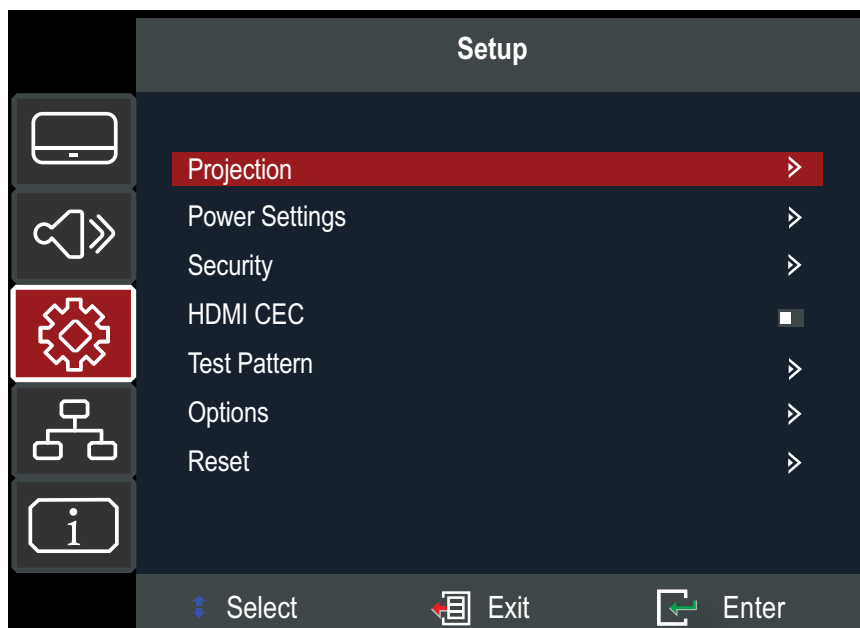 Setup
Projection
Power Settings
Security
HDMI CEC
Test Pattern
Options
Reset
i
Select Exit Enter